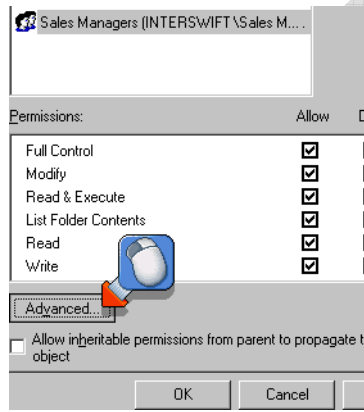 Sales Managers (INTERSWIFT\Sales M....
Permissions: Allow D
Full Control
Modify
Read & Execute
List Folder Contents
Read
Write
Advanced...
Allow inheritable permissions from parent to propagate t
object
OK Cancel